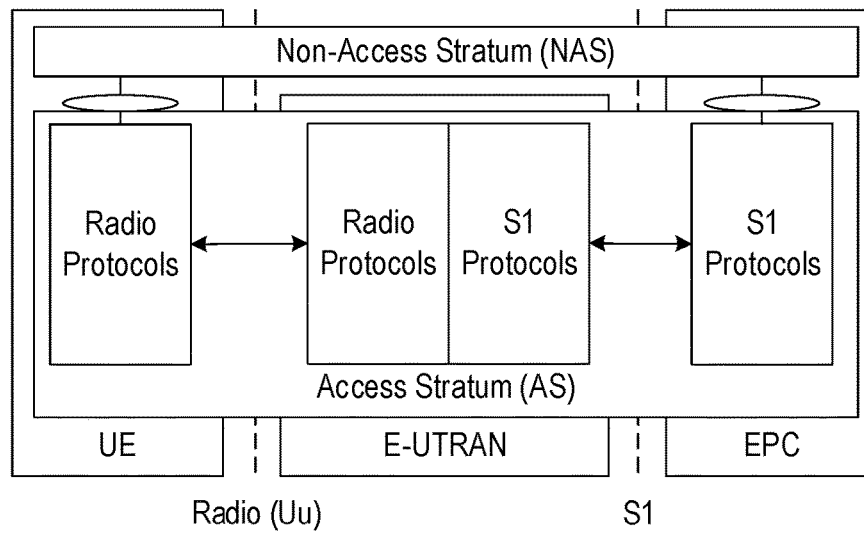 Non-Access Stratum (NAS)
Radio
Protocols
Radio
Protocols
S1
Protocols
S1
Protocols
Access Stratum (AS)
UE
E-UTRAN
EPC
Radio (Uu)
S1